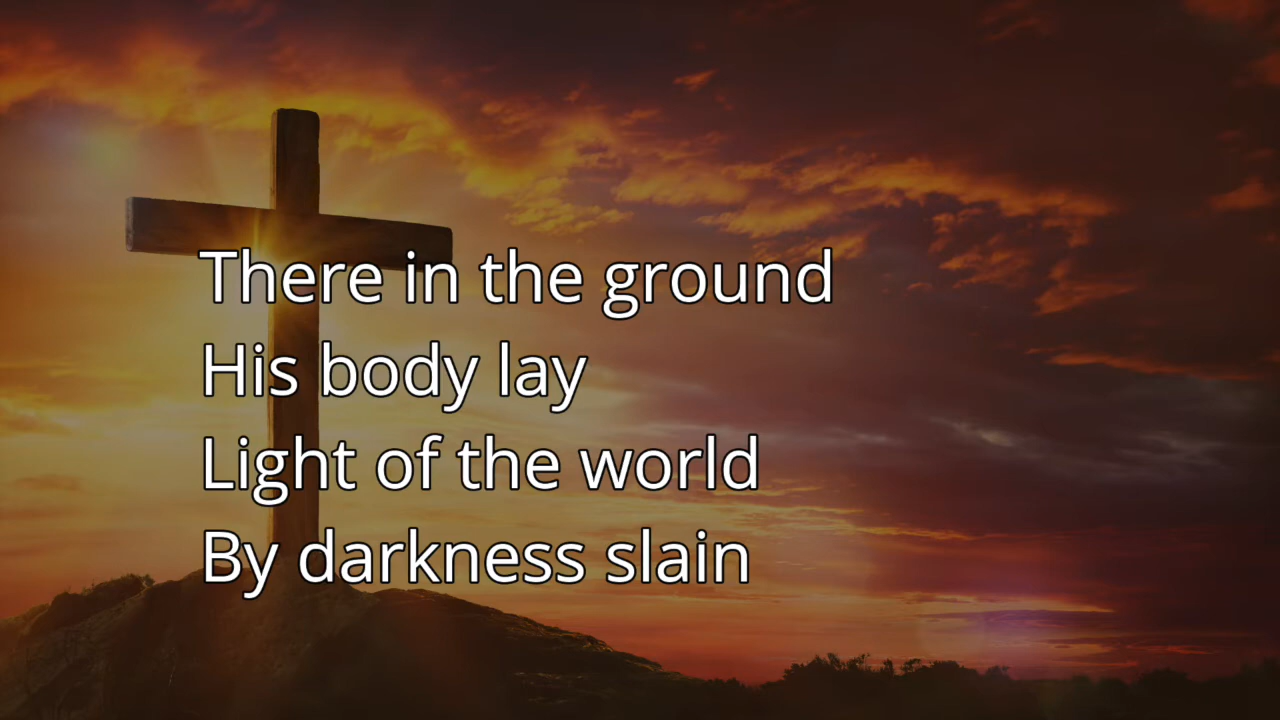 There in the ground
His body lay
Light of the world
By darkness slain